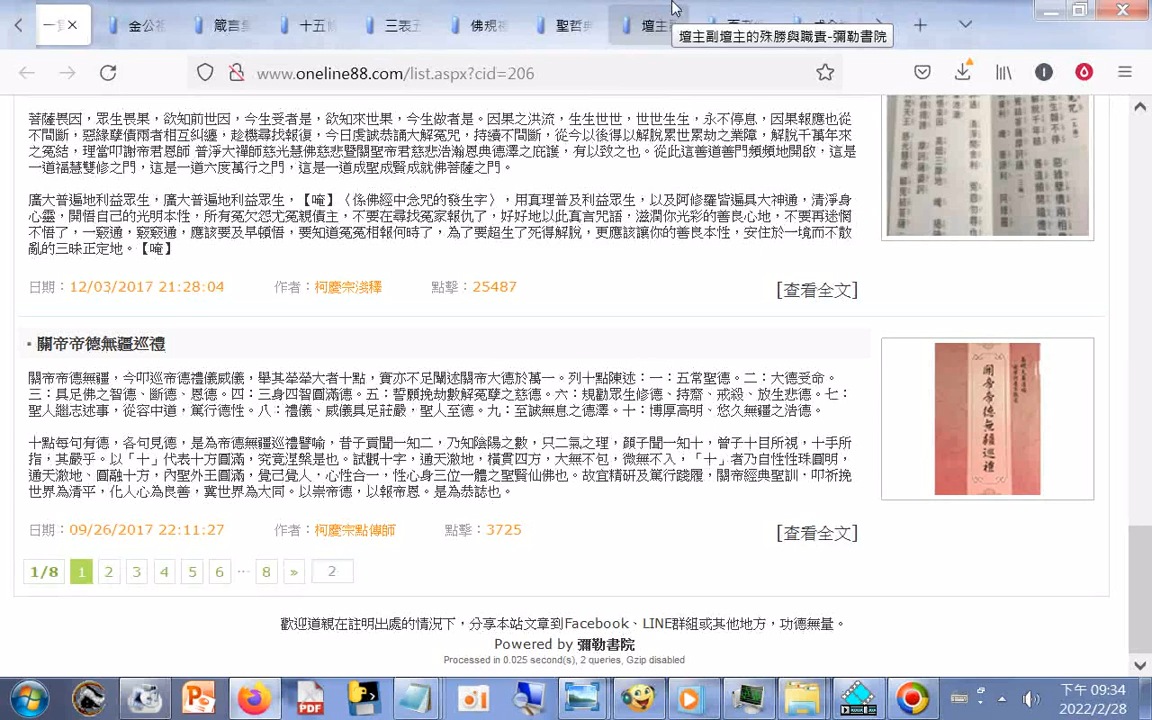 一貫
金公祖
箴言集
十五
三表
佛規
聖哲
壇主
壇主副壇主的殊勝與職責-彌勒書院
www.oneline88.com/list.aspx?cid=206
菩薩畏因，眾生畏果，欲知前世因，今生受者是，欲知來世果，今生做者是。因果之洪流，生生世世，世世生生，永不停息，因果報應也從
不間斷，惡緣孽債兩者相互糾纏，趁機尋找報復，今日虔誠恭誦大解冤咒，持續不間斷，從今以後得以解脫累世累劫之業障，解脫千萬年來
之冤結，理當叩謝帝君恩師 普淨大禪師慈光慧佛慈悲暨關聖帝君慈悲浩瀚恩典德澤之庇護，有以致之也。從此這善道善門頻頻地開啟，這是
一道福慧雙修之門，這是一道六度萬行之門，這是一道成聖成賢成就佛菩薩之門。
廣大普遍地利益眾生，廣大普遍地利益眾生，【唵】（係佛經中念咒的發生字），用真理普及利益眾生，以及阿修羅皆遍具大神通，清淨身
心靈，開悟自己的光明本性，所有冤欠怨尤冤親債主，不要在尋找冤家報仇了，好好地以此真言咒語，滋潤你光彩的善良心地，不要再迷惘
不悟了，一竅通，竅竅通，應該要及早頓悟，要知道冤冤相報何時了，為了要超生了死得解脫，更應該讓你的善良本性，安住於一境而不散
亂的三昧正定地。【唵】
日期：12/03/2017 21:28:04 作者：柯慶宗淺釋 點擊：25487 [查看全文]
▪ 關帝帝德無疆巡禮
關帝帝德無疆，今叩巡帝德禮儀威儀，舉其犖犖大者十點，實亦不足闡述關帝大德於萬一。列十點陳述：一：五常聖德。二：大德受命。
三：具足佛之智德、斷德、恩德。四：三身四智圓滿德。五：誓願挽劫數解冤孽之慈德。六：規勸眾生修德、持齋、戒殺、放生悲德。七：
聖人繼志述事，從容中道，篤行德性。八：禮儀、威儀具足莊嚴，聖人至德。九：至誠無息之德澤。十：博厚高明、悠久無疆之浩德。
十點每句有德，各句見德，是為帝德無疆巡禮譬喻，昔子貢聞一知二，乃知陰陽之數，只二氣之理，顏子聞一知十，曾子十目所視，十手所
指，其嚴乎。以「十」代表十方圓滿，究竟涅槃是也。試觀十字，通天澈地，橫貫四方，大無不包，微無不入，「十」者乃自性性珠圓明，
通天澈地、圓融十方，內聖外王圓滿，覺己覺人，心性合一，性心身三位一體之聖賢仙佛也。故宜精研及篤行踐履，關帝經典聖訓，叩祈挽
世界為清平，化人心為良善，冀世界為大同。以崇帝德，以報帝恩。是為恭誌也。
關帝帝德無疆巡禮
日期：09/26/2017 22:11:27 作者：柯慶宗點傳師 點擊：3725 [查看全文]
1/8 1 2 3 4 5 6 ··· 8 » 2
歡迎道親在註明出處的情況下，分享本站文章到Facebook、LINE群組或其他地方，功德無量。
Powered by 彌勒書院
Processed in 0.025 second(s), 2 queries, Gzip disabled
下午 09:34
2022/2/28